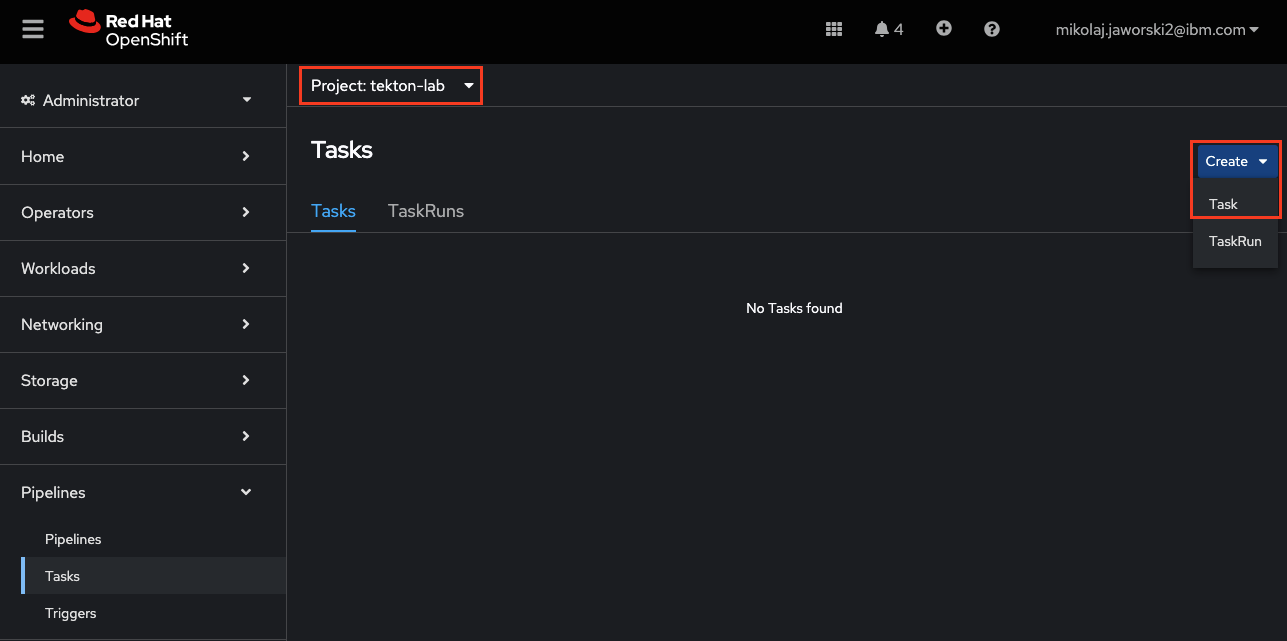 Red Hat
OpenShift
4
mikolaj.jaworski2@ibm.com
Administrator
Home
Operators
Workloads
Networking
Storage
Builds
Pipelines
Pipelines
Tasks
Triggers
Project: tekton-lab
Tasks
Create
Task
TaskRun
Tasks TaskRuns
No Tasks found